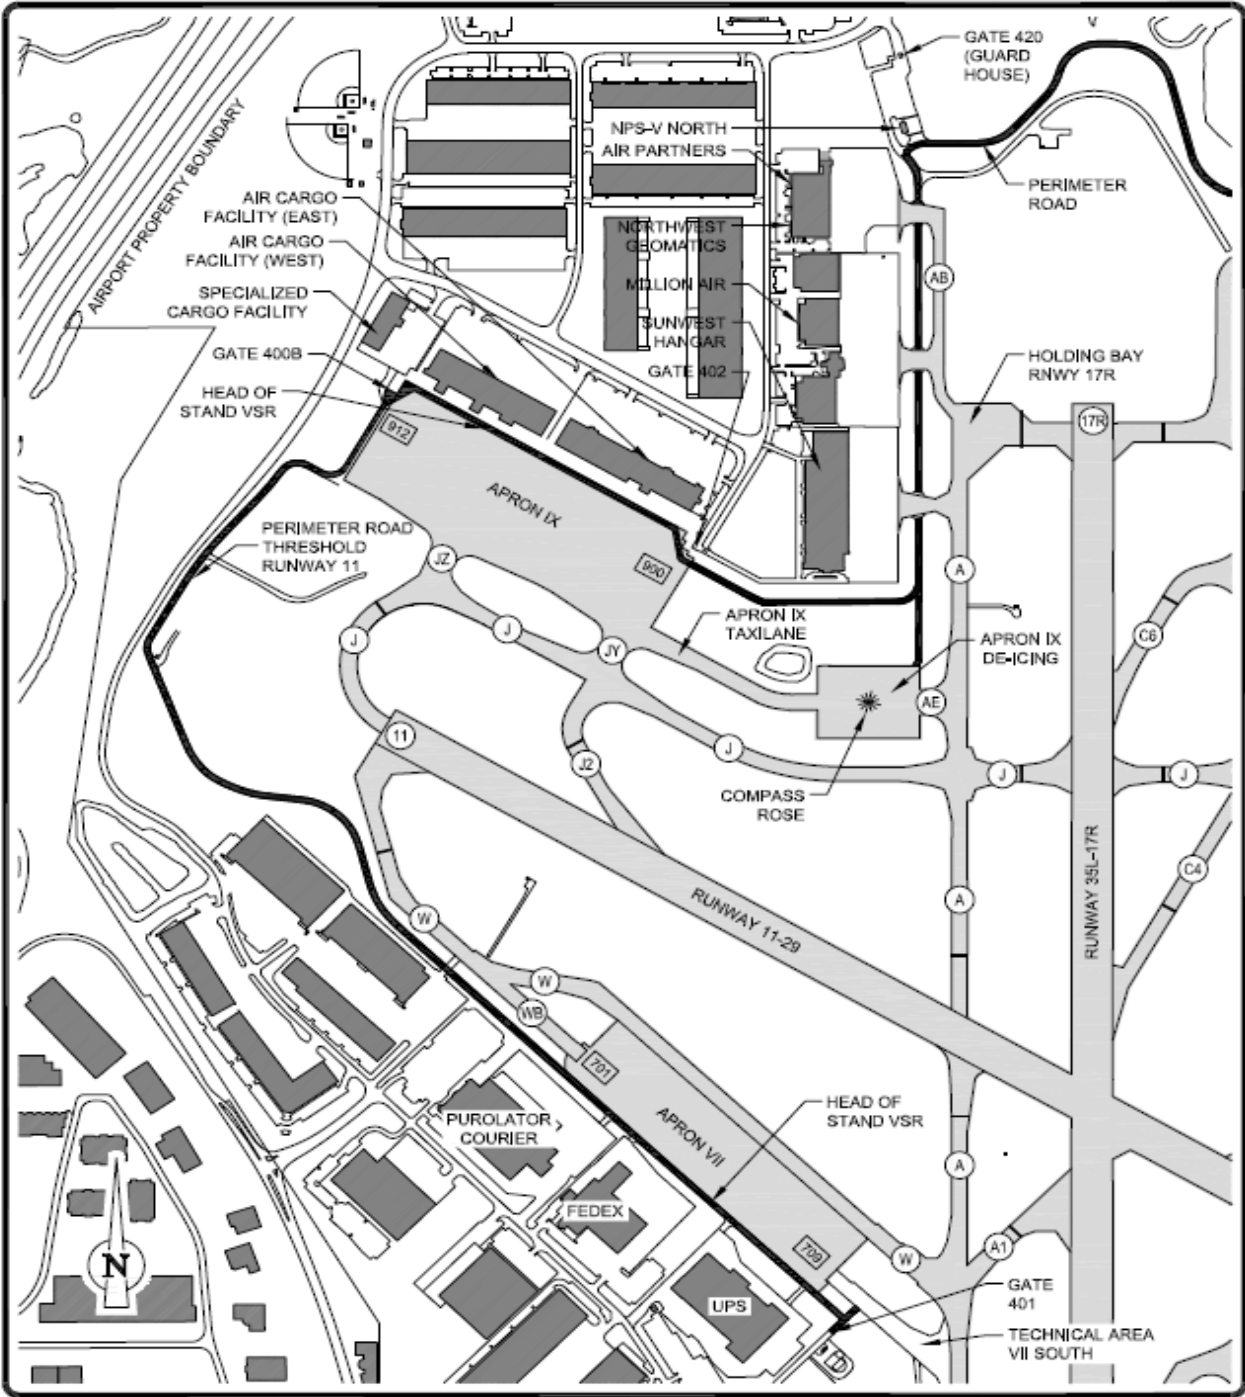 V
GATE 420
(GUARD
HOUSE)
NPS-V NORTH
AIR PARTNERS
PERIMETER
ROAD
AIRPORT PROPERTY BOUNDARY
AIR CARGO
FACILITY (EAST)
AIR CARGO
FACILITY (WEST)
SPECIALIZED
CARGO FACILITY
GATE 400B
HEAD OF
STAND VSR
NORTHWEST
GEOMATICS
MILLION AIR
SUNWEST
HANGAR
GATE 402
AB
HOLDING BAY
RNWY 17R
17R
912
APRON IX
900
PERIMETER ROAD
THRESHOLD
RUNWAY 11
JZ
J
J
JY
APRON IX
TAXILANE
A
C6
APRON IX
DE-ICING
AE
11
J2
J
J
J
COMPASS
ROSE
RUNWAY 35L-17R
C4
RUNWAY 11-29
A
W
W
WB
701
APRON VII
HEAD OF
STAND VSR
PUROLATOR
COURIER
FEDEX
A
709
W
A1
N
UPS
GATE
401
TECHNICAL AREA
VII SOUTH